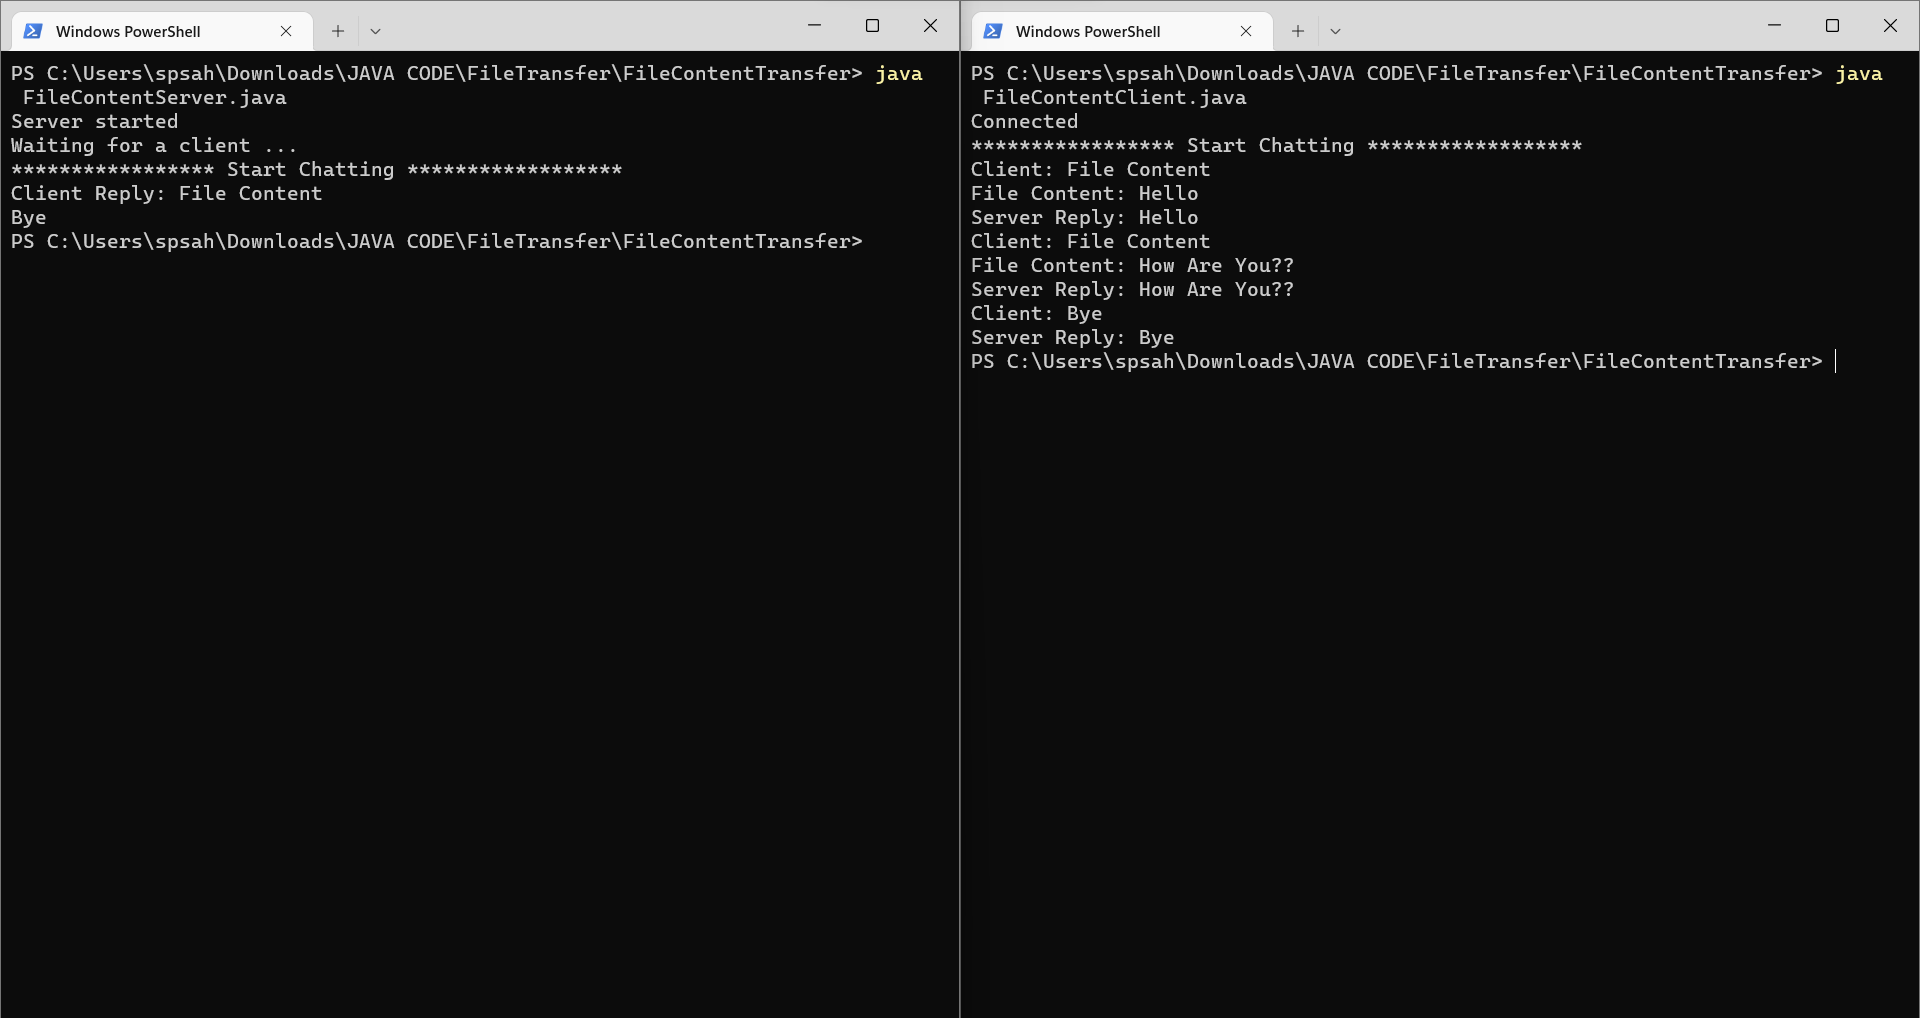 Windows PowerShell
PS C:\Users\spsah\Downloads\JAVA CODE\FileTransfer\FileContentTransfer> java
 FileContentServer.java
Server started
Waiting for a client ...
***************** Start Chatting ******************
Client Reply: File Content
Bye
PS C:\Users\spsah\Downloads\JAVA CODE\FileTransfer\FileContentTransfer>
Windows PowerShell
PS C:\Users\spsah\Downloads\JAVA CODE\FileTransfer\FileContentTransfer> java
 FileContentClient.java
Connected
***************** Start Chatting ******************
Client: File Content
File Content: Hello
Server Reply: Hello
Client: File Content
File Content: How Are You??
Server Reply: How Are You??
Client: Bye
Server Reply: Bye
PS C:\Users\spsah\Downloads\JAVA CODE\FileTransfer\FileContentTransfer>